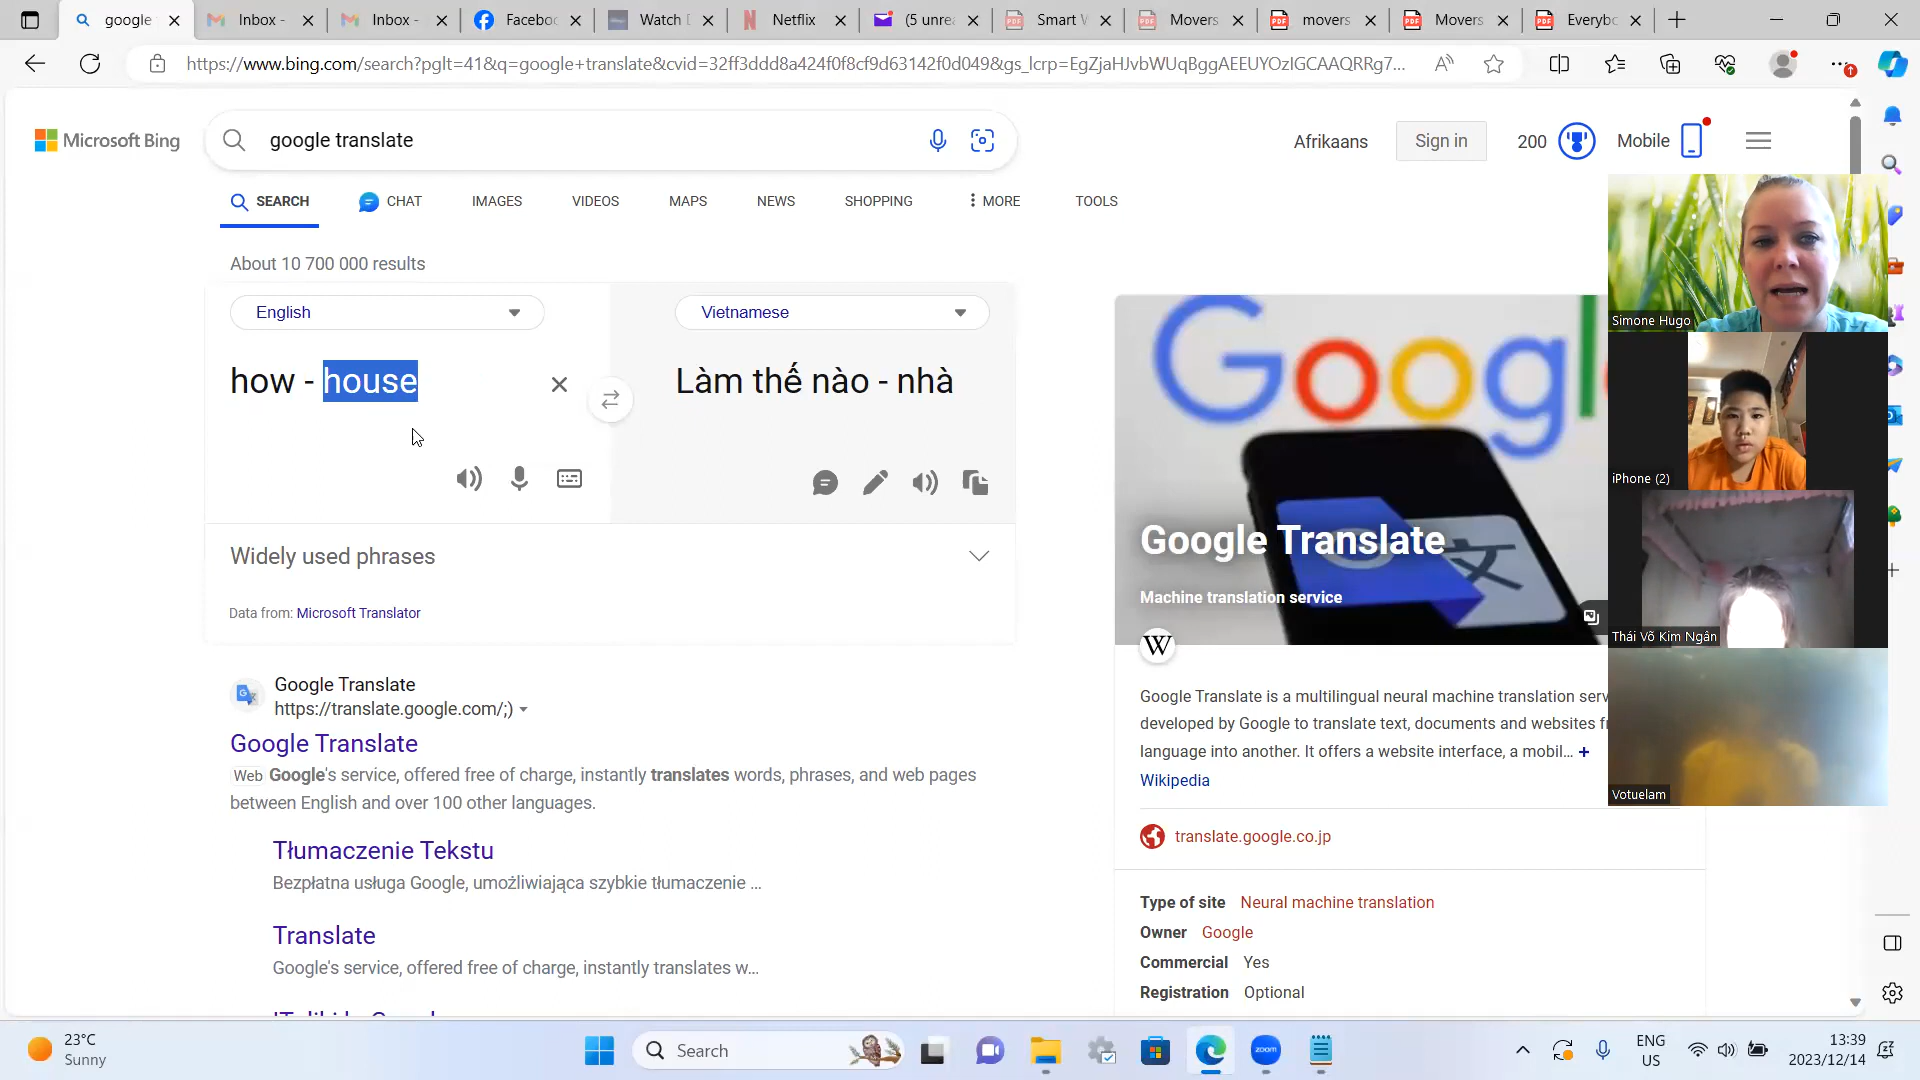 google
Inbox -
Inbox -
Faceboo
Watch D
Netflix
(5 unrea
Smart W
Movers
movers
Movers
Everybo
https://www.bing.com/search?pglt=41&q=google+translate&cvid=32ff3ddd8a424f0f8cf9d63142f0d049&gs_lcrp=EgZjaHJvbWUqBggAEEUYOzIGCAAQRRg7...
Microsoft Bing
google translate
Afrikaans
Sign in
200
Mobile
SEARCH
CHAT
IMAGES
VIDEOS
MAPS
NEWS
SHOPPING
MORE
TOOLS
About 10 700 000 results
English
Vietnamese
how - house
Làm thế nào - nhà
Widely used phrases
Data from: Microsoft Translator
Google Translate
https://translate.google.com/;)
Google Translate
Web Google's service, offered free of charge, instantly translates words, phrases, and web pages
between English and over 100 other languages.
Tłumaczenie Tekstu
Bezpłatna usługa Google, umożliwiająca szybkie tłumaczenie ...
Translate
Google's service, offered free of charge, instantly translates w...
Googl
Google Translate
Machine translation service
W
Google Translate is a multilingual neural machine translation serv
developed by Google to translate text, documents and websites f
language into another. It offers a website interface, a mobil... +
Wikipedia
translate.google.co.jp
Type of site Neural machine translation
Owner Google
Commercial Yes
Registration Optional
Simone Hugo
iPhone (2)
Thái Võ Kim Ngân
Votuelam
23°C
Sunny
Search
zoom
ENG
US
13:39
2023/12/14